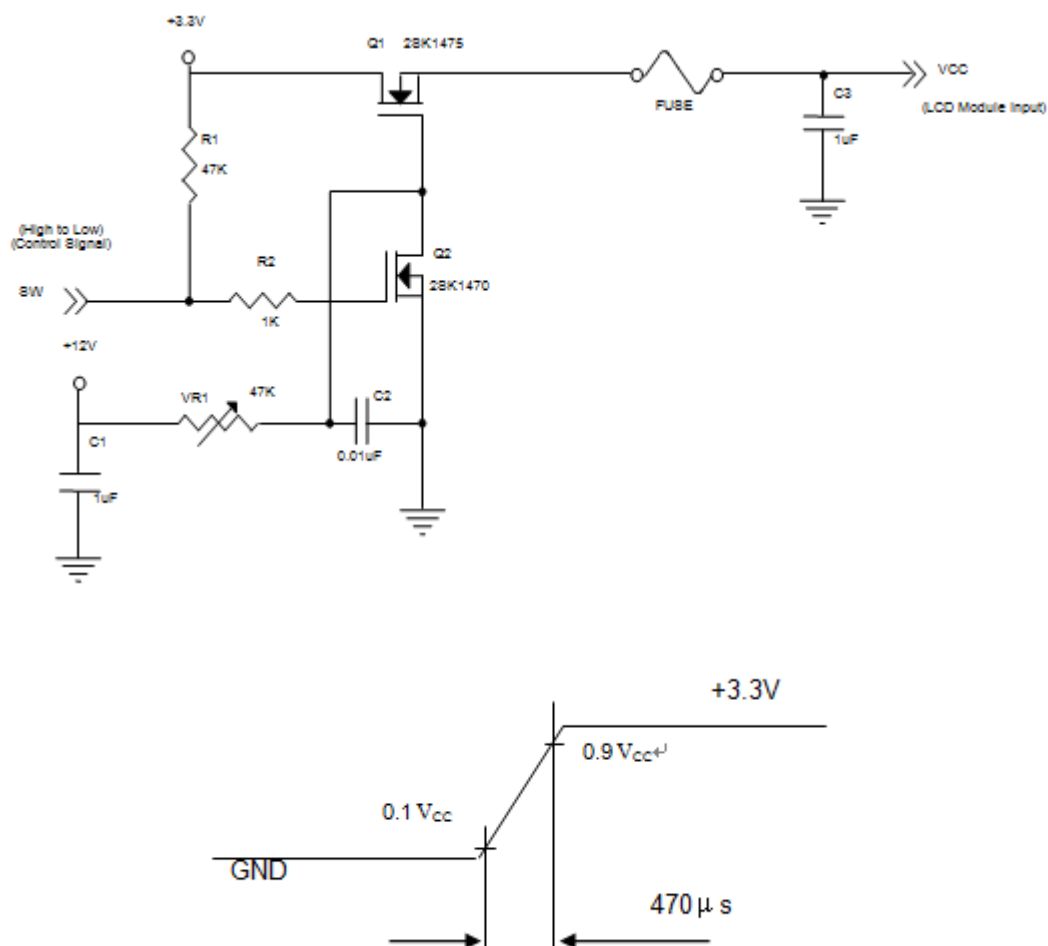 +3.3V
Q1 2SK1475
FUSE
VCC
(LCD Module Input)
C3
1uF
R1
47K
(High to Low)
(Control Signal)
SW
R2
1K
Q2
2SK1470
+12V
VR1
47K
C2
0.01uF
C1
1uF
+3.3V
0.9 VCC↵
0.1 VCC
GND
470 μ s